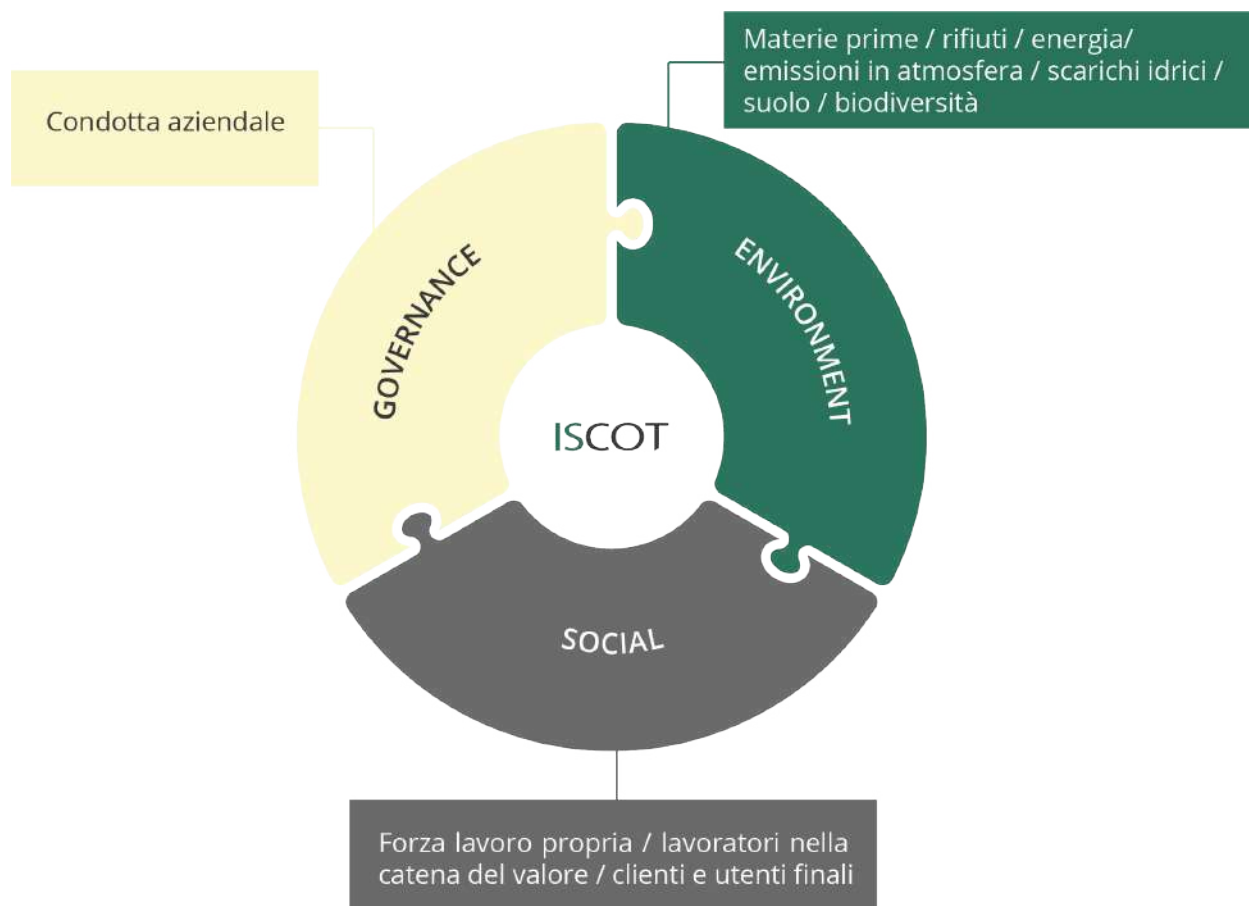 Materie prime / rifiuti / energia/
emissioni in atmosfera / scarichi idrici /
suolo / biodiversità
Condotta aziendale
GOVERNANCE
ENVIRONMENT
ISCOT
SOCIAL
Forza lavoro propria / lavoratori nella
catena del valore / clienti e utenti finali